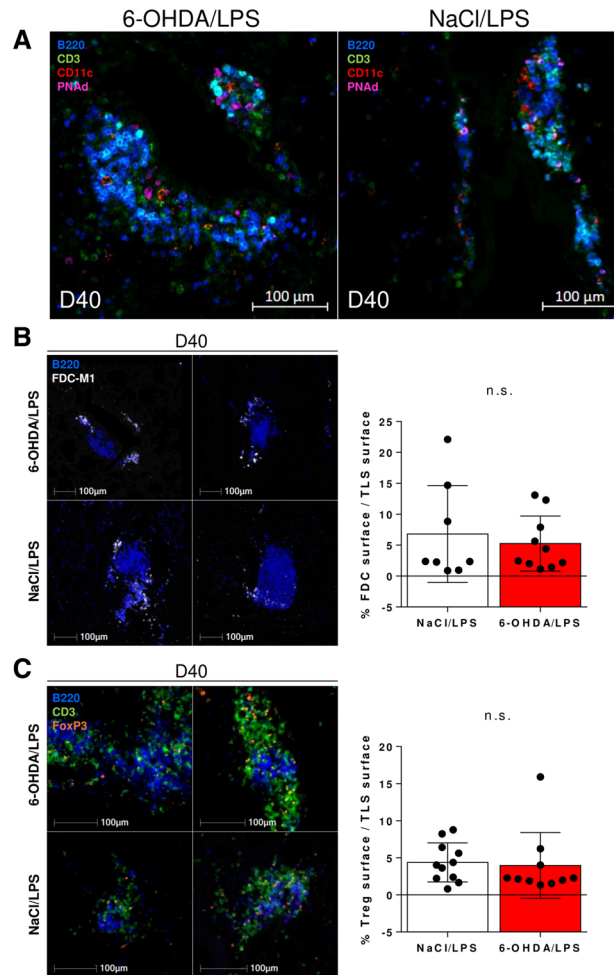 6-OHDA/LPS NaCl/LPS
A
B220
CD3
CD11c
PNAd
D40
100 µm
B220
CD3
CD11c
PNAd
D40
100 µm
B
D40
6-OHDA/LPS
NaCl/LPS
B220
FDC-M1
100µm
100µm
100µm
100µm
n.s.
% FDC surface / TLS surface
25
20
15
10
5
0
-5
NaCl/LPS 6-OHDA/LPS
C
D40
6-OHDA/LPS
NaCl/LPS
B220
CD3
FoxP3
100µm
100µm
100µm
100µm
n.s.
% Treg surface / TLS surface
20
15
10
5
0
-5
NaCl/LPS 6-OHDA/LPS